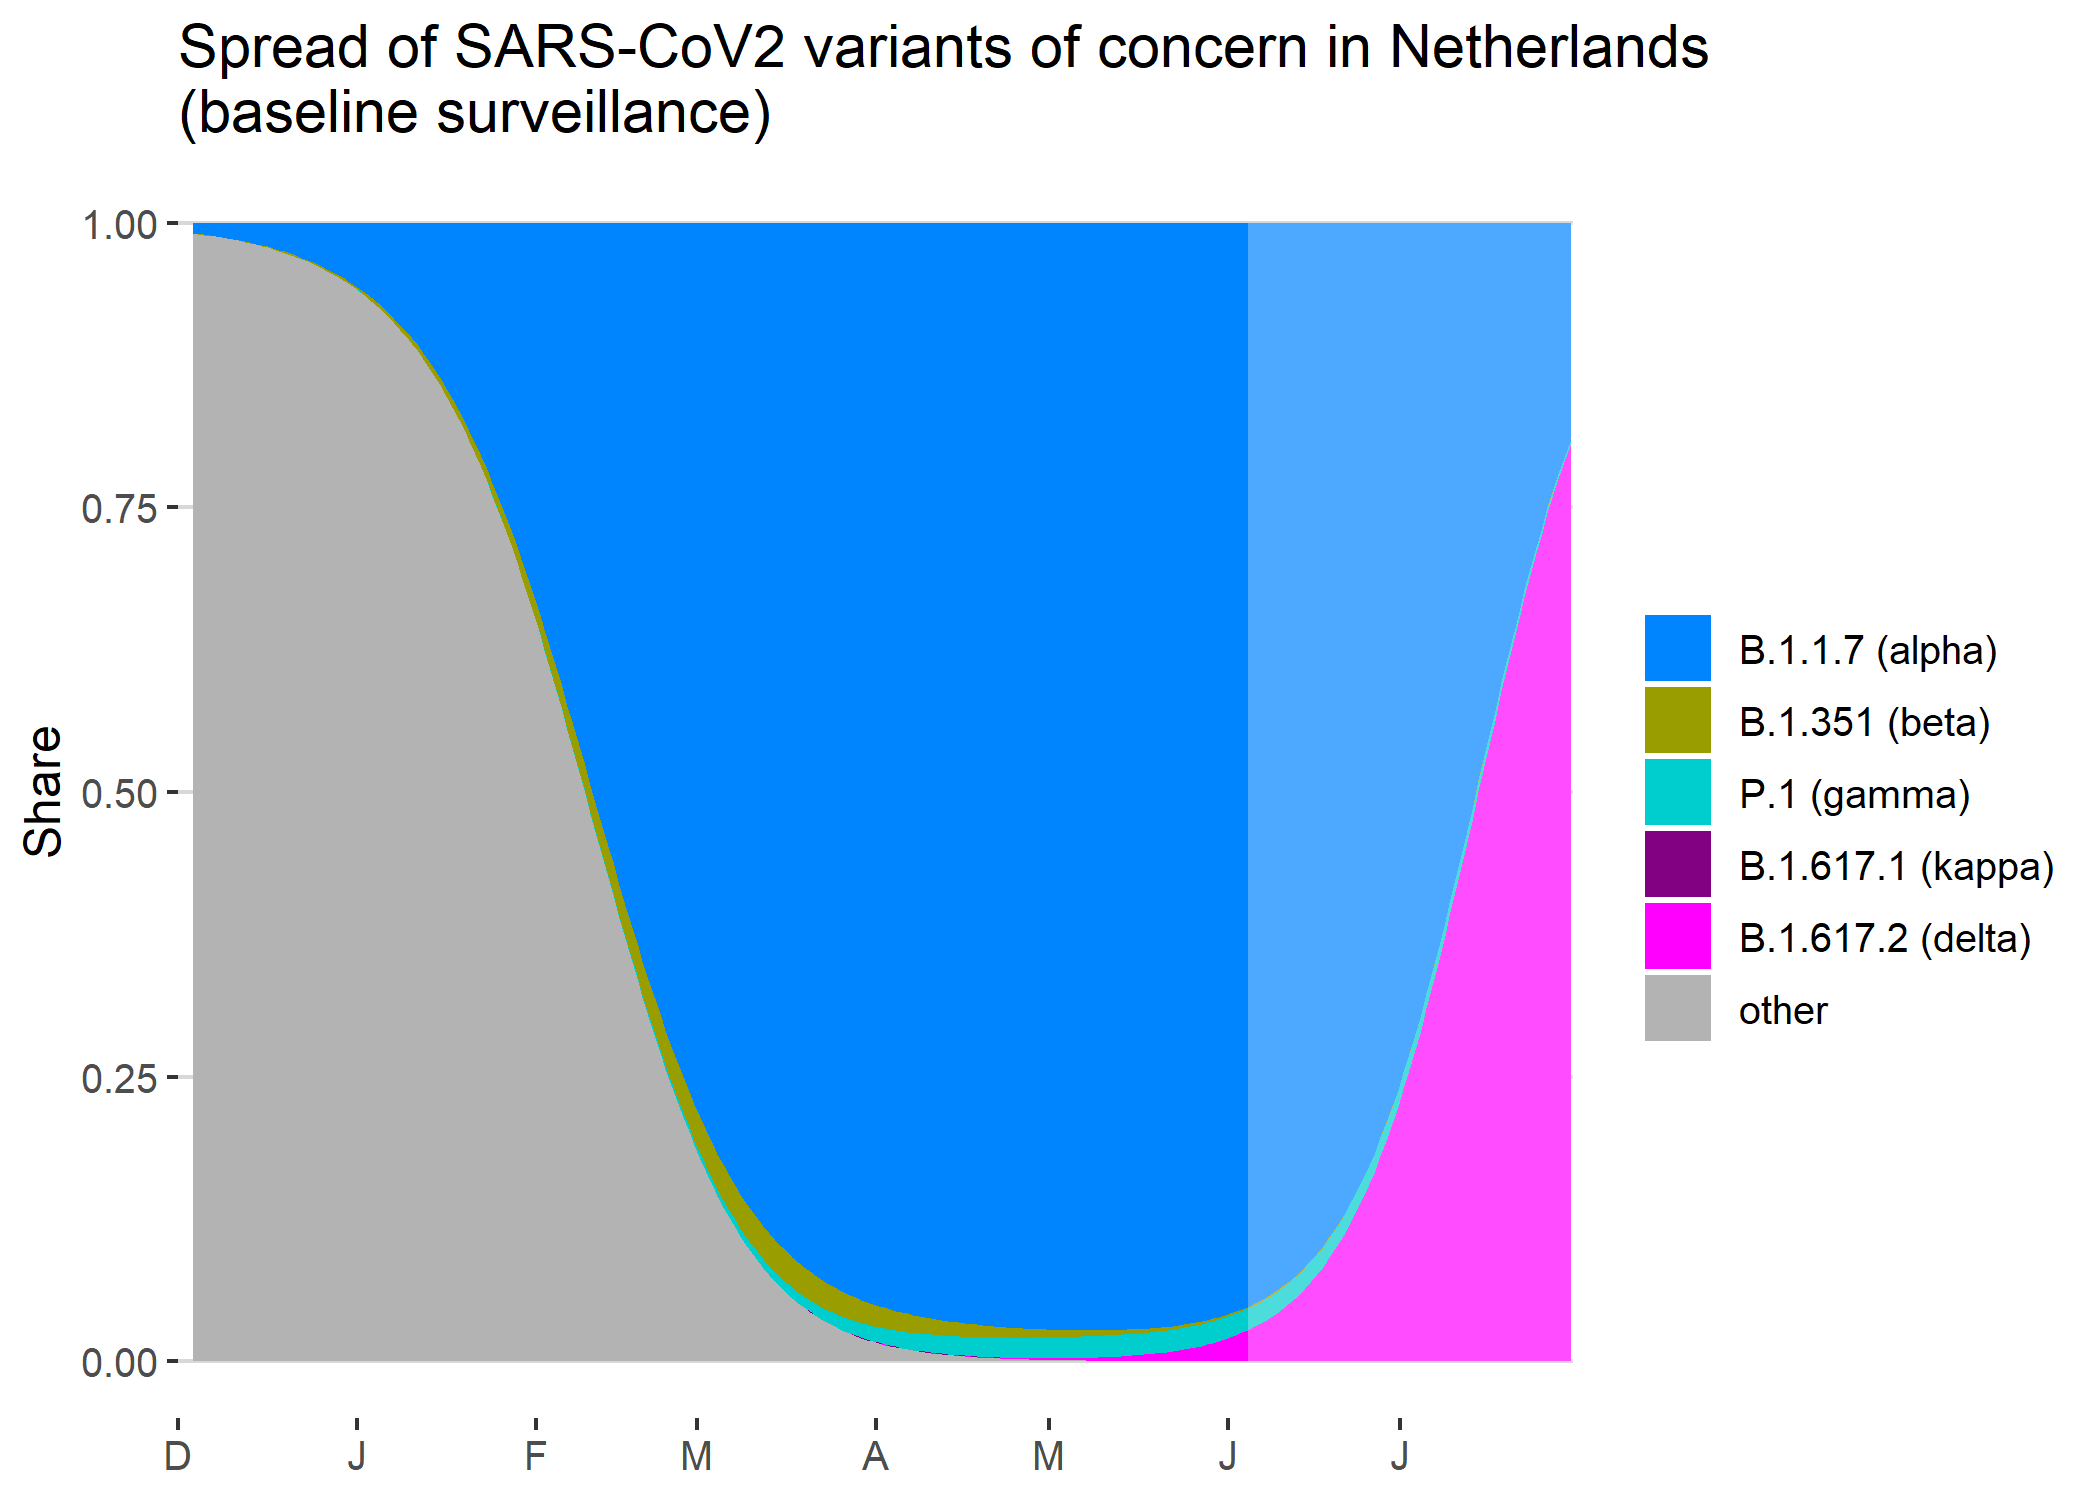 Spread of SARS-CoV2 variants of concern in Netherlands
(baseline surveillance)
1.00
0.75
0.50
0.25
0.00
Share
D J F M A M J J
B.1.1.7 (alpha)
B.1.351 (beta)
P.1 (gamma)
B.1.617.1 (kappa)
B.1.617.2 (delta)
other